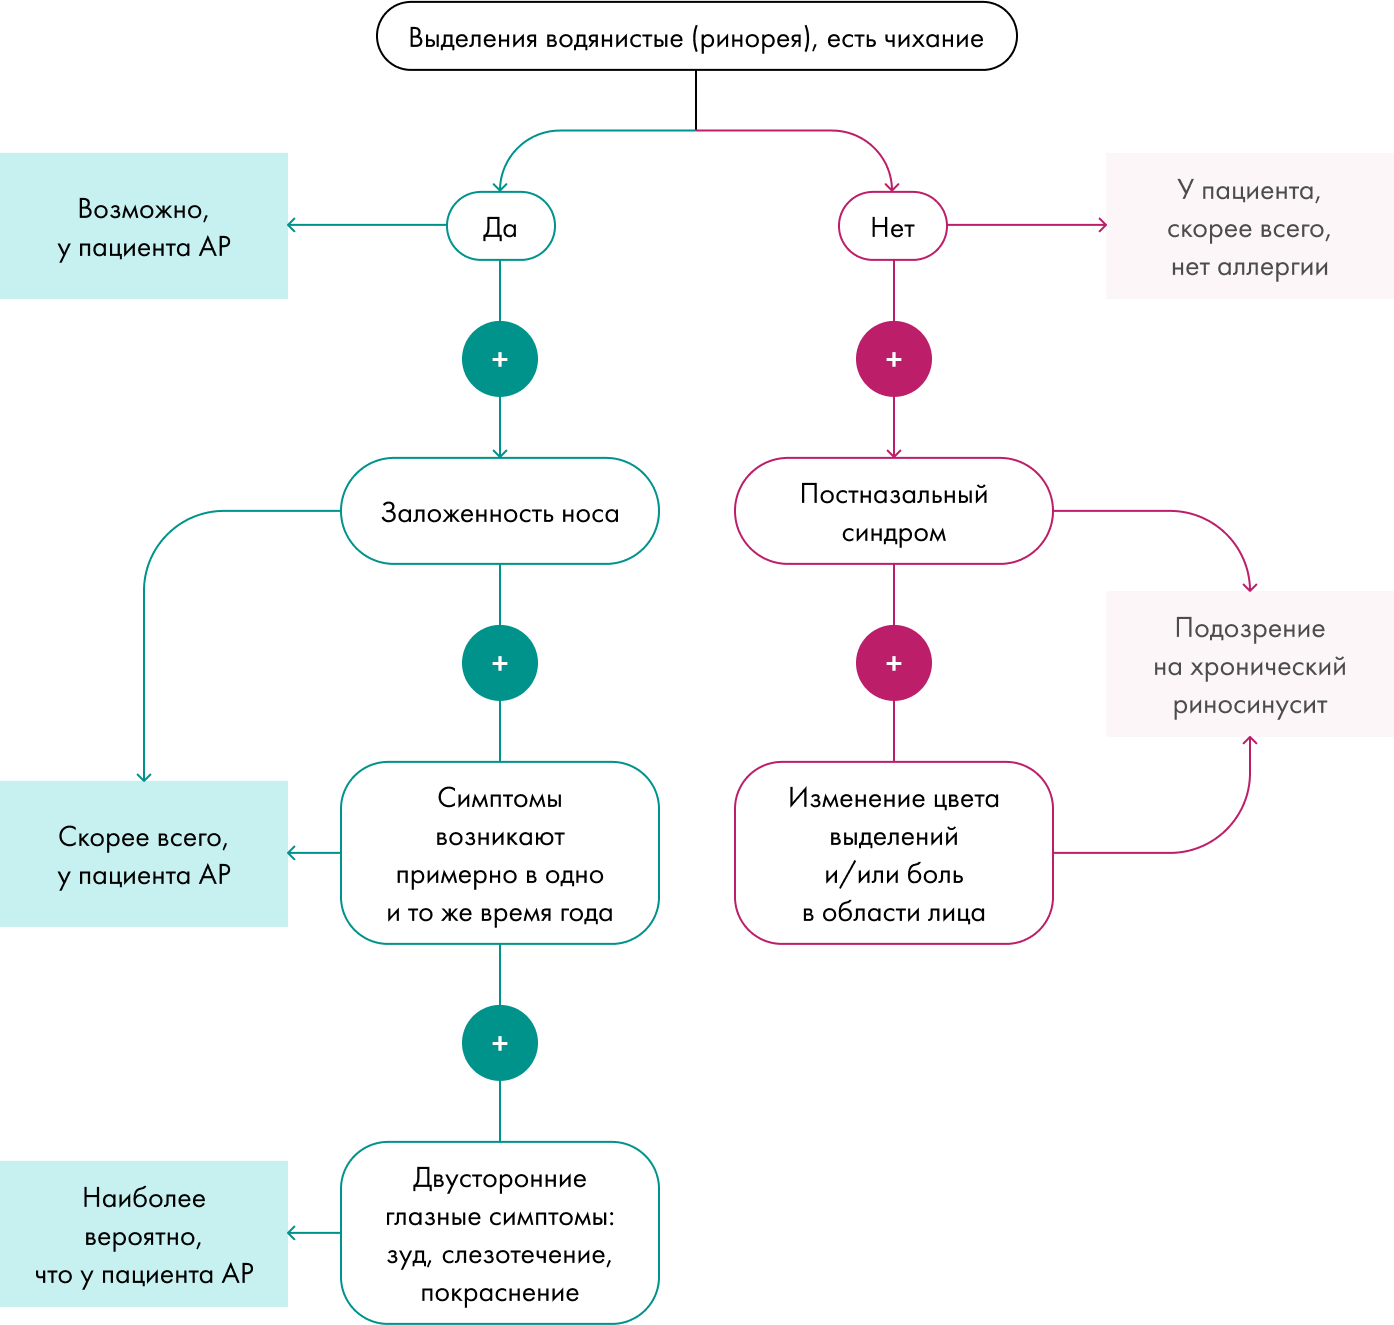 Выделения водянистые (ринорея), есть чихание
Возможно,
у пациента АР
Да
Нет
У пациента,
скорее всего,
нет аллергии
+
+
Заложенность носа
Постназальный
синдром
+
+
Подозрение
на хронический
риносинусит
Скорее всего,
у пациента АР
Симптомы
возникают
примерно в одно
и то же время года
Изменение цвета
выделений
и/или боль
в области лица
+
Наиболее
вероятно,
что у пациента АР
Двусторонние
глазные симптомы:
зуд, слезотечение,
покраснение